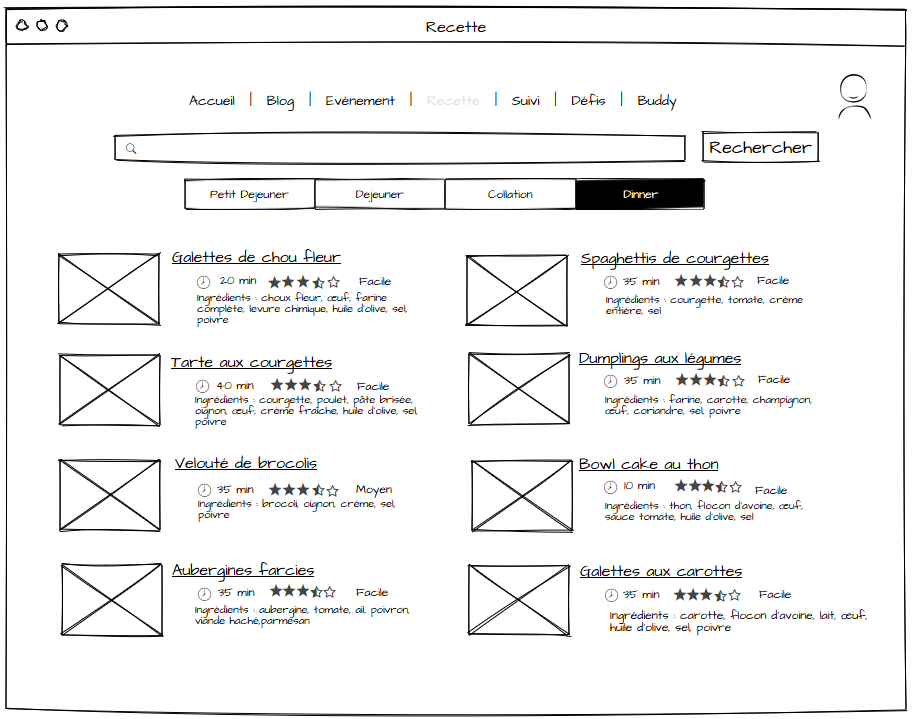 Recette
Accueil | Blog | Evènement | Recette | Suivi | Défis | Buddy
Rechercher
Petit Dejeuner Dejeuner Collation Dinner
Galettes de chou fleur
20 min Facile
Ingrédients : choux fleur, œuf, farine
complète, levure chimique, huile d'olive, sel,
poivre
Spaghettis de courgettes
35 min Facile
Ingrédients : courgette, tomate, crème
entière, sel
Tarte aux courgettes
40 min Facile
Ingrédients : courgette, poulet, pâte brisée,
oignon, œuf, crème fraîche, huile d'olive, sel,
poivre
Dumplings aux légumes
35 min Facile
Ingrédients : farine, carotte, champignon,
œuf, coriandre, sel, poivre
Velouté de brocolis
35 min Moyen
Ingrédients : brocoli, oignon, crème, sel,
poivre
Bowl cake au thon
10 min Facile
Ingrédients : thon, flocon d'avoine, œuf,
sauce tomate, huile d'olive, sel
Aubergines farcies
35 min Facile
Ingrédients : aubergine, tomate, ail, poivron,
viande haché,parmesan
Galettes aux carottes
35 min Facile
Ingrédients : carotte, flocon d'avoine, lait, œuf,
huile d'olive, sel, poivre